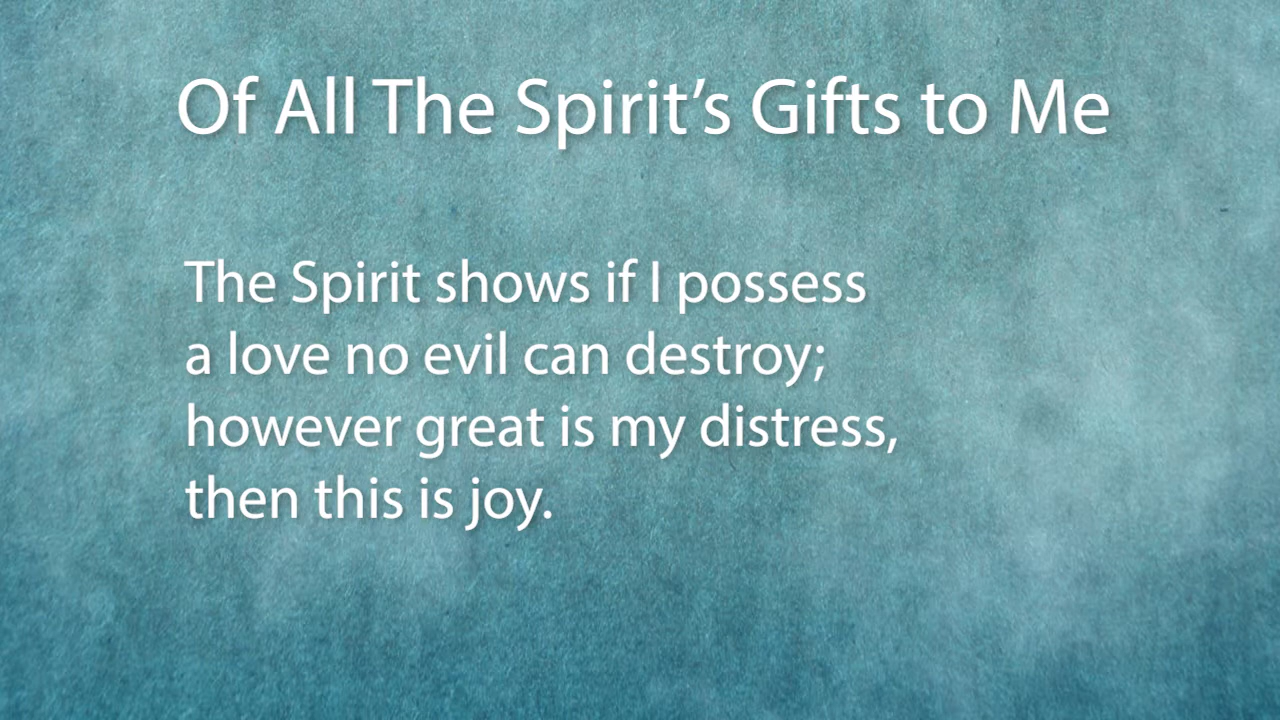 Of All The Spirit’s Gifts to Me
The Spirit shows if I possess
a love no evil can destroy;
however great is my distress,
then this is joy.